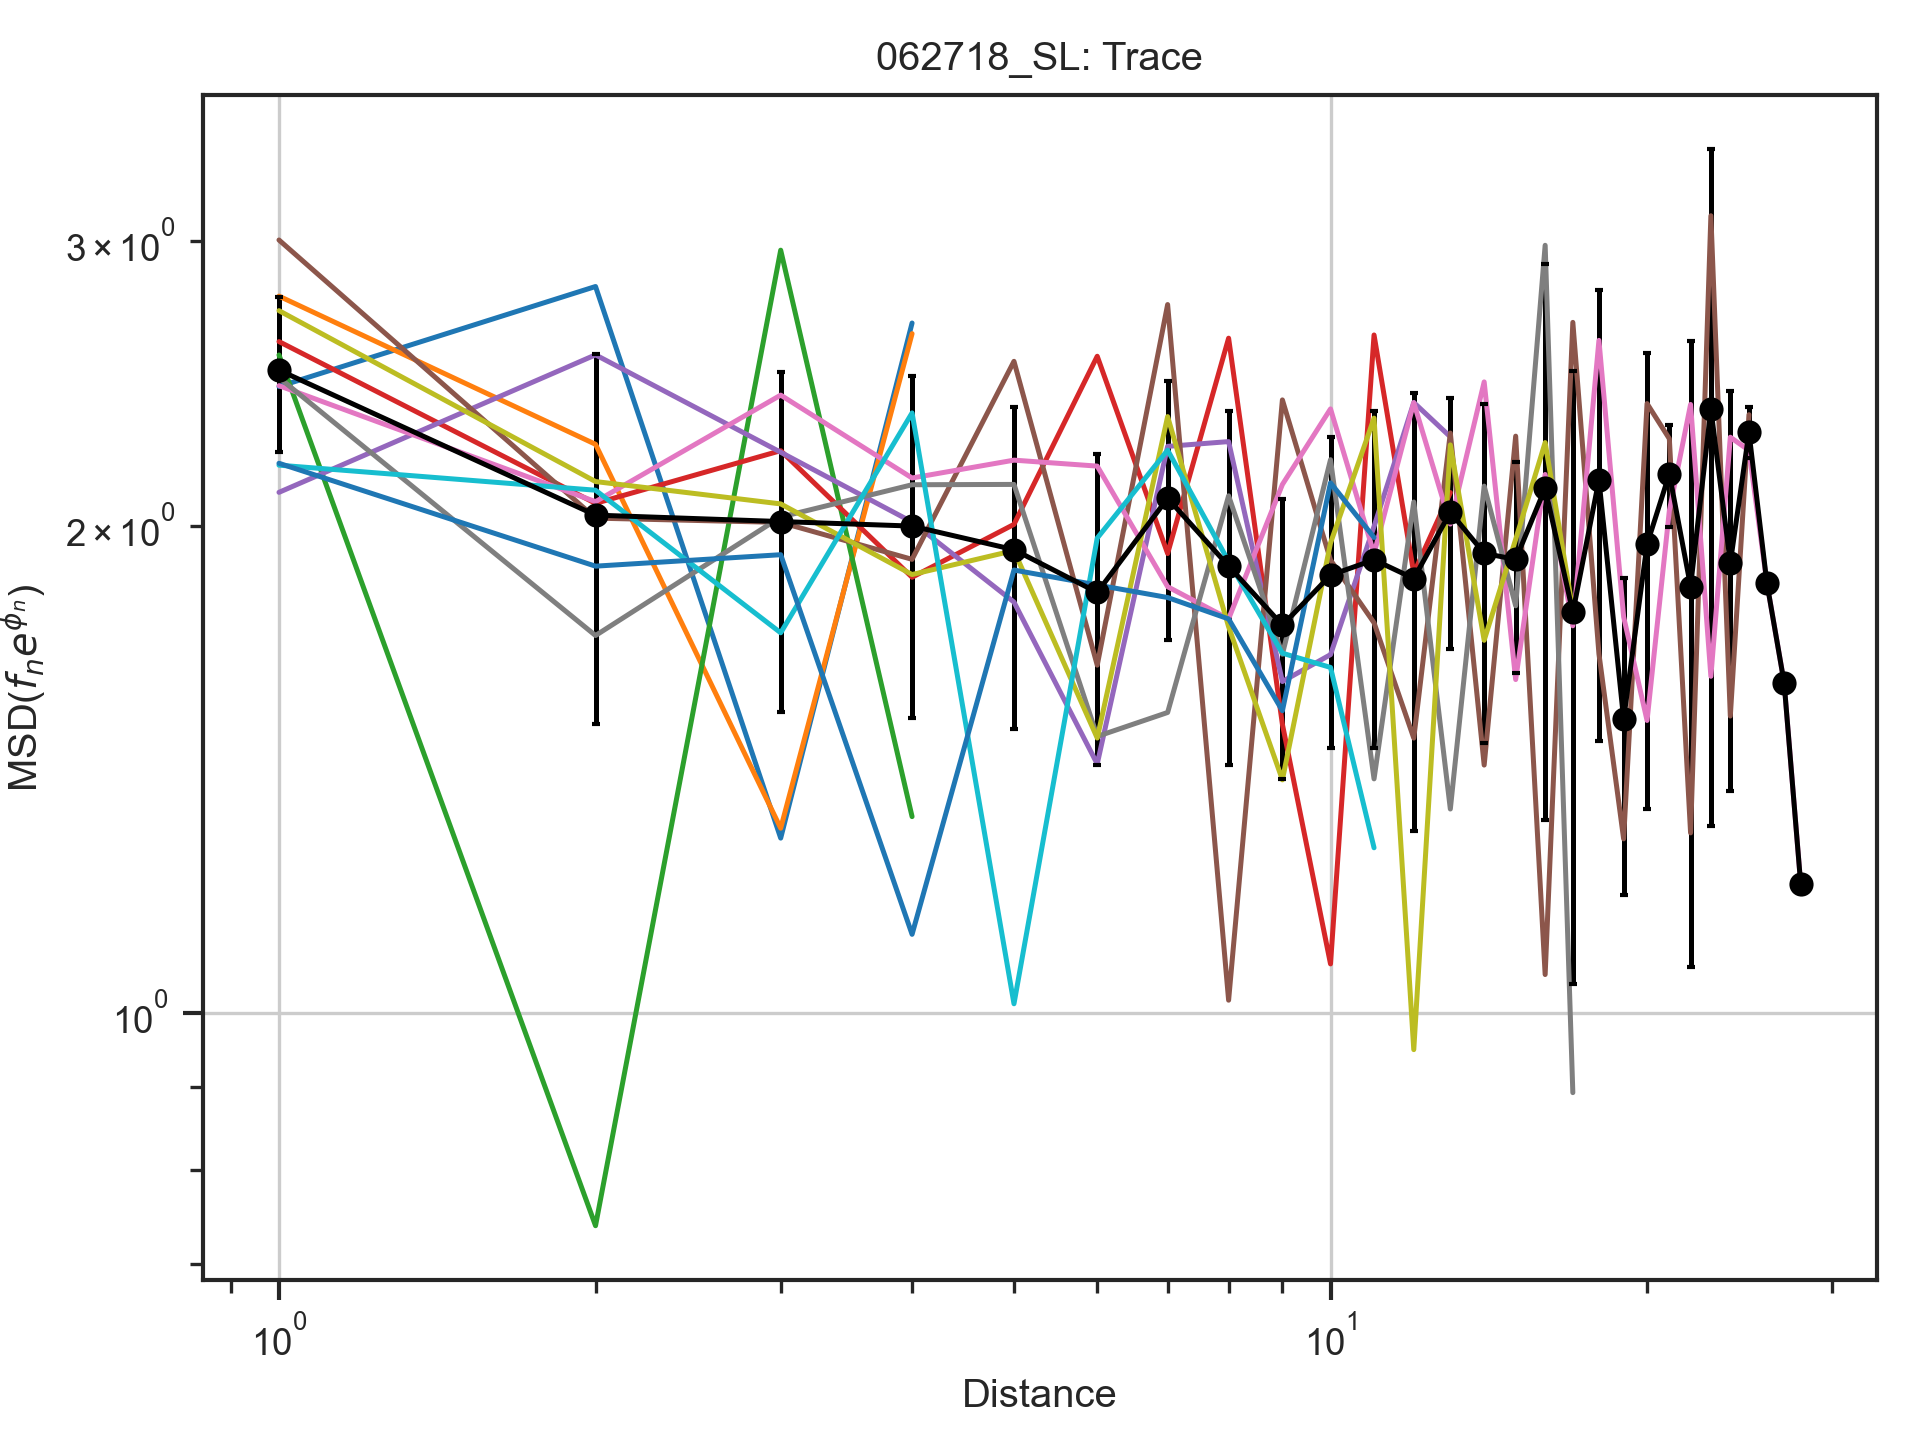 062718_SL: Trace
3 × 10⁰
2 × 10⁰
10⁰
MSD(fₙe^ϕₙ)
10⁰
10¹
Distance